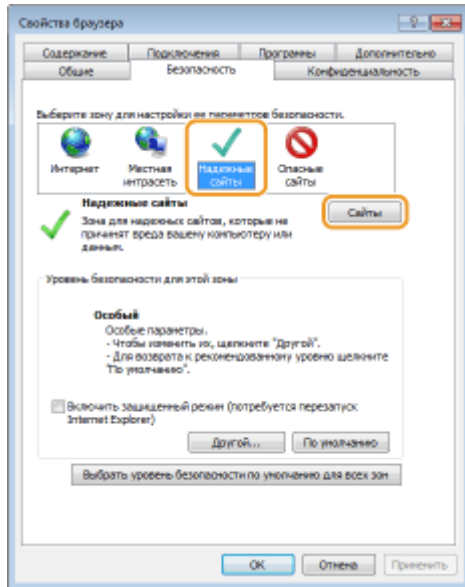 Свойства браузера
Содержание Подключения Программы Дополнительно
Общие Безопасность Конфиденциальность
Выберите зону для настройки ее параметров безопасности.
Интернет Местная интрасеть Надежные сайты Опасные сайты
Надежные сайты
Сайты
Зона для надежных сайтов, которые не
причинят вреда вашему компьютеру или
данным.
Уровень безопасности для этой зоны
Особый
Особые параметры.
- Чтобы изменить их, щелкните "Другой".
- Для возврата к рекомендованному уровню щелкните
"По умолчанию".
Включить защищенный режим (потребуется перезапуск
Internet Explorer)
Другой... По умолчанию
Выбрать уровень безопасности по умолчанию для всех зон
OK Отмена Применить